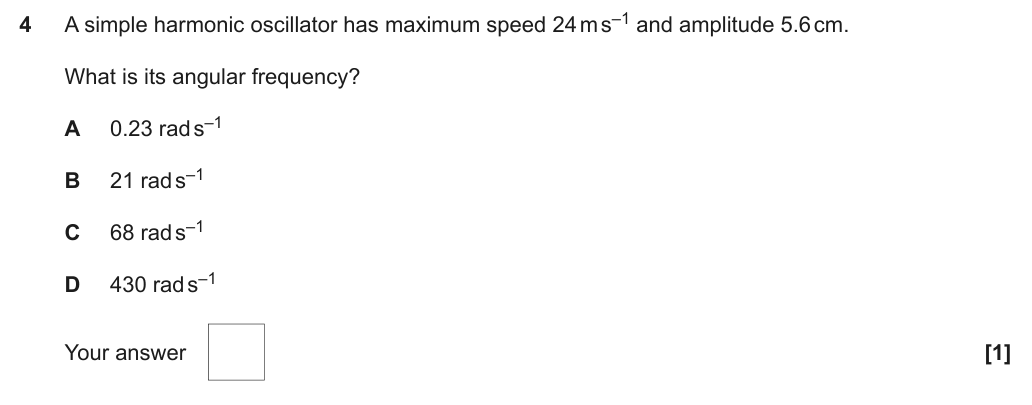 4 A simple harmonic oscillator has maximum speed 24 m s⁻¹ and amplitude 5.6 cm.
What is its angular frequency?
A 0.23 rad s⁻¹
B 21 rad s⁻¹
C 68 rad s⁻¹
D 430 rad s⁻¹
Your answer [1]